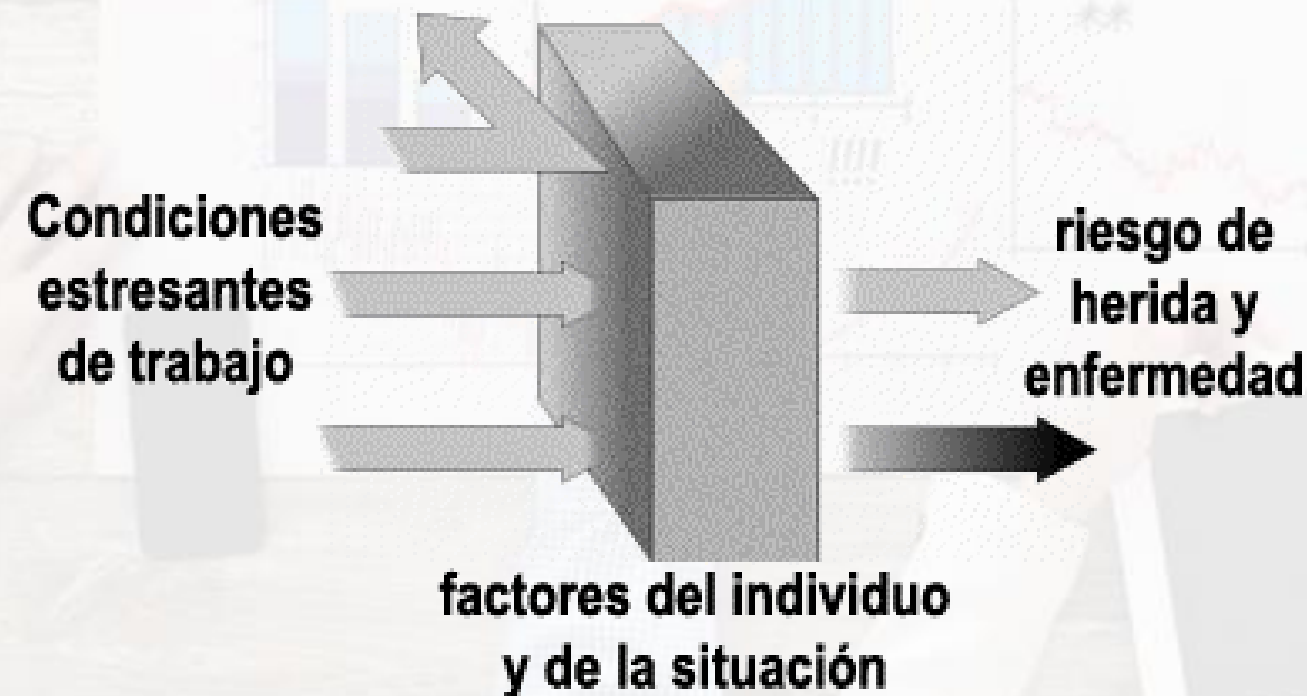 Condiciones
estresantes
de trabajo
riesgo de
herida y
enfermedad
factores del individuo
y de la situación